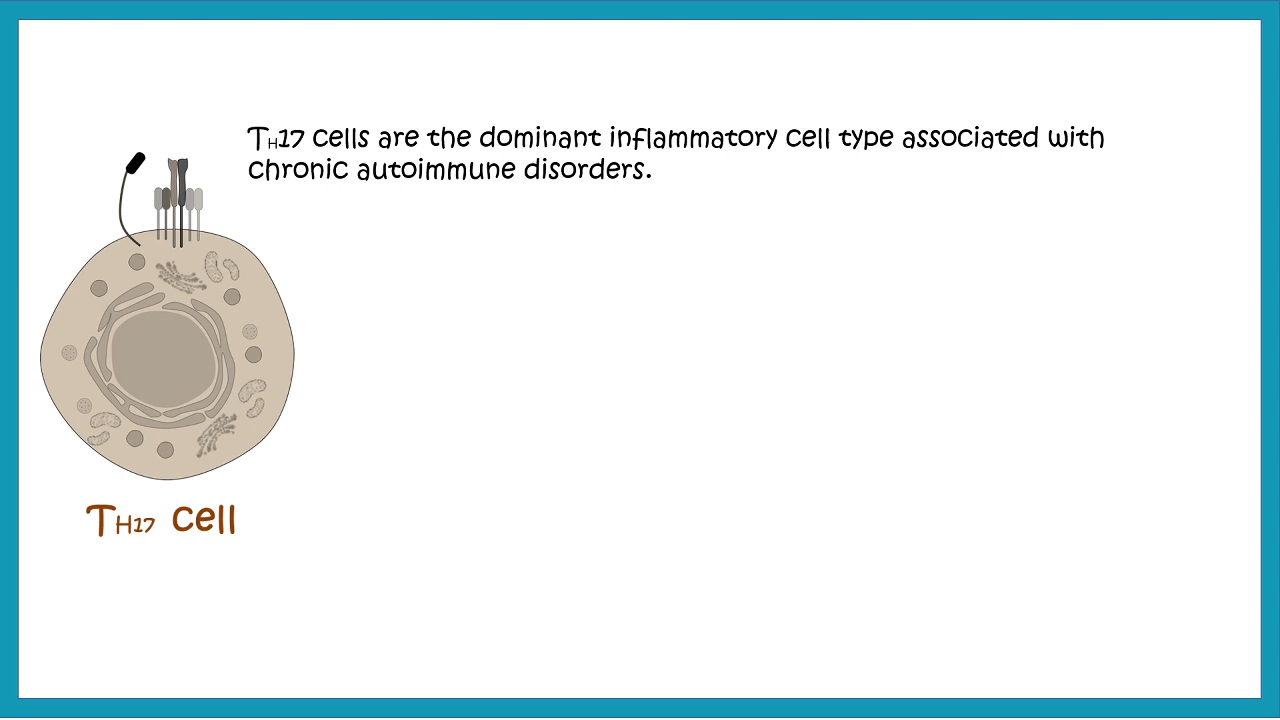 TH17 cells are the dominant inflammatory cell type associated with
chronic autoimmune disorders.
TH17 cell